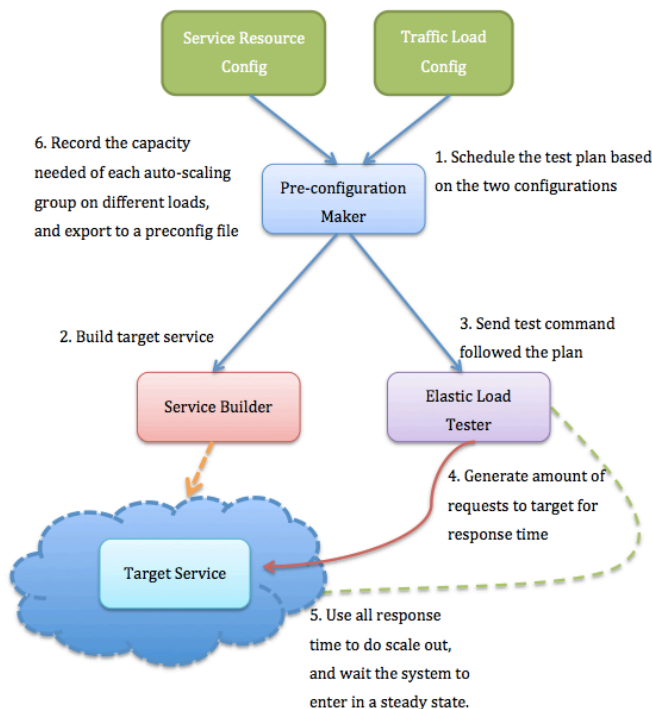 Service Resource
Config
Traffic Load
Config
6. Record the capacity
needed of each auto-scaling
group on different loads,
and export to a preconfig file
1. Schedule the test plan based
on the two configurations
Pre-configuration
Maker
2. Build target service
3. Send test command
followed the plan
Service Builder
Elastic Load
Tester
4. Generate amount of
requests to target for
response time
Target Service
5. Use all response
time to do scale out,
and wait the system to
enter in a steady state.